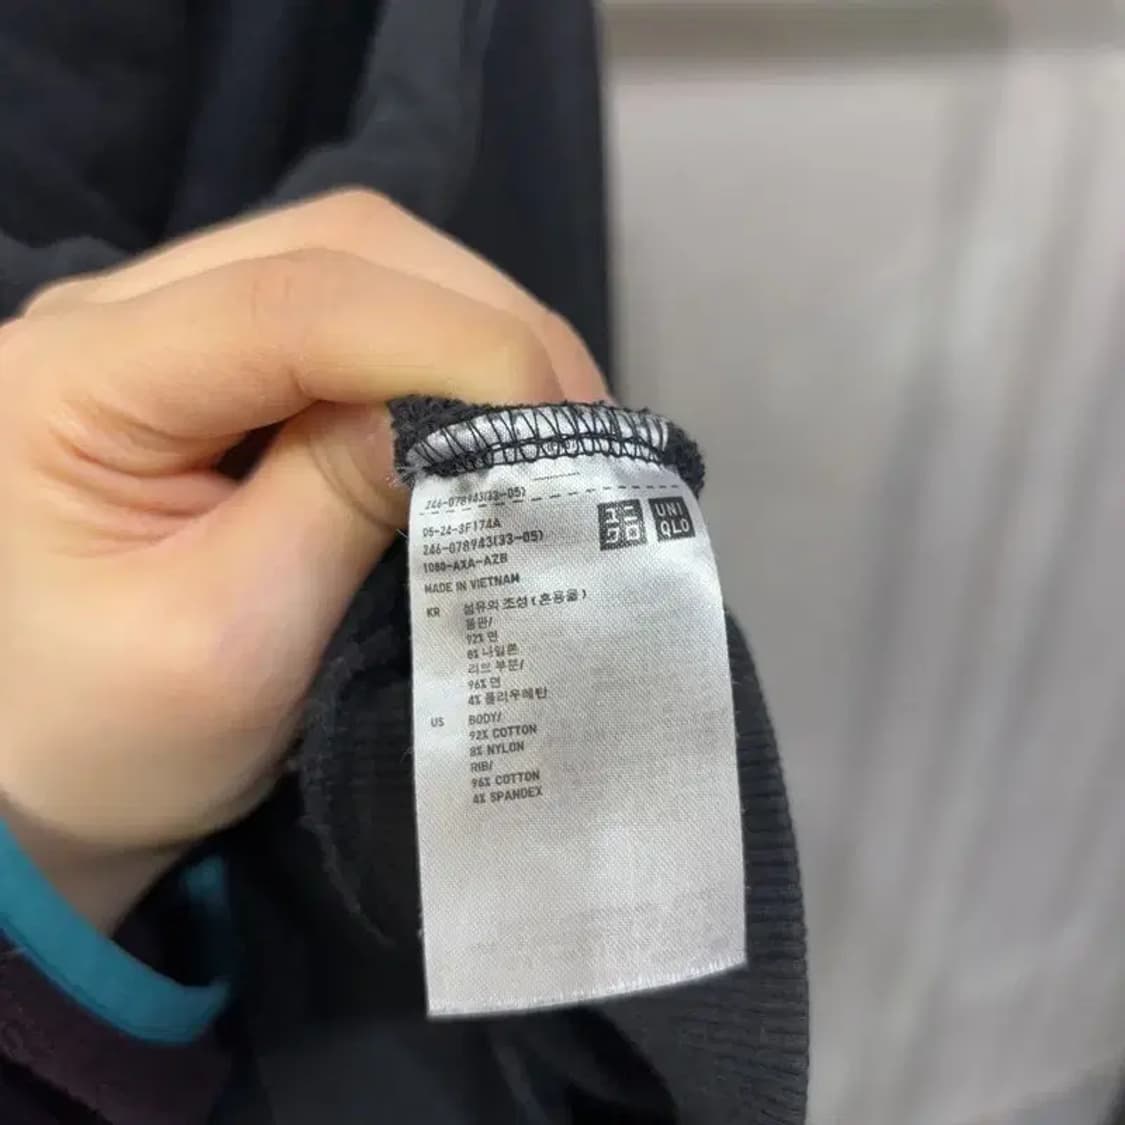 246-078943(33-05)
05-24-3F174A
246-078943(33-05)
1080-AXA-AZB
ユニ
クロ
UNI
QLO
MADE IN VIETNAM
KR 섬유의 조성(혼용율)
몸판/
92% 면
8% 나일론
리브 부분/
96% 면
4% 폴리우레탄
US BODY/
92% COTTON
8% NYLON
RIB/
96% COTTON
4% SPANDEX